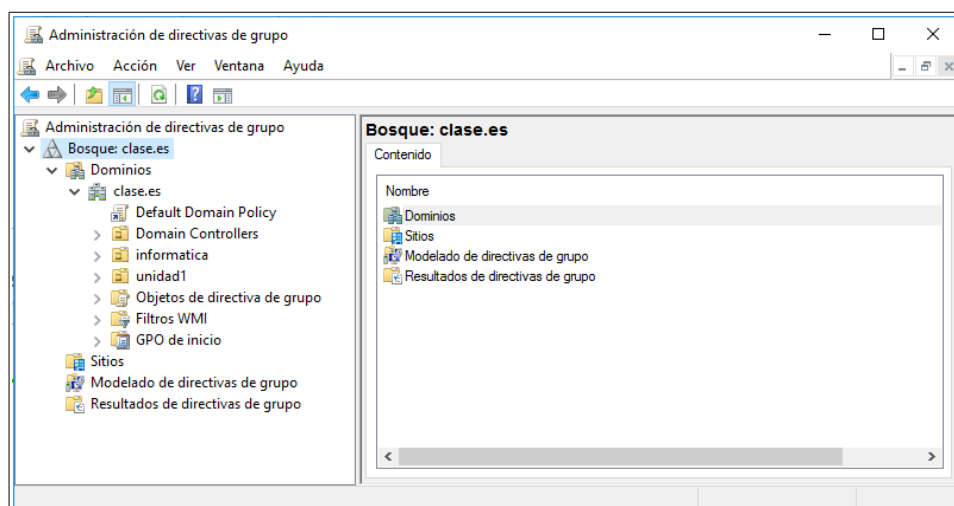 Administración de directivas de grupo
Archivo Acción Ver Ventana Ayuda
Administración de directivas de grupo
Bosque: clase.es
Dominios
clase.es
Default Domain Policy
Domain Controllers
informatica
unidad1
Objetos de directiva de grupo
Filtros WMI
GPO de inicio
Sitios
Modelado de directivas de grupo
Resultados de directivas de grupo
Bosque: clase.es
Contenido
Nombre
Dominios
Sitios
Modelado de directivas de grupo
Resultados de directivas de grupo